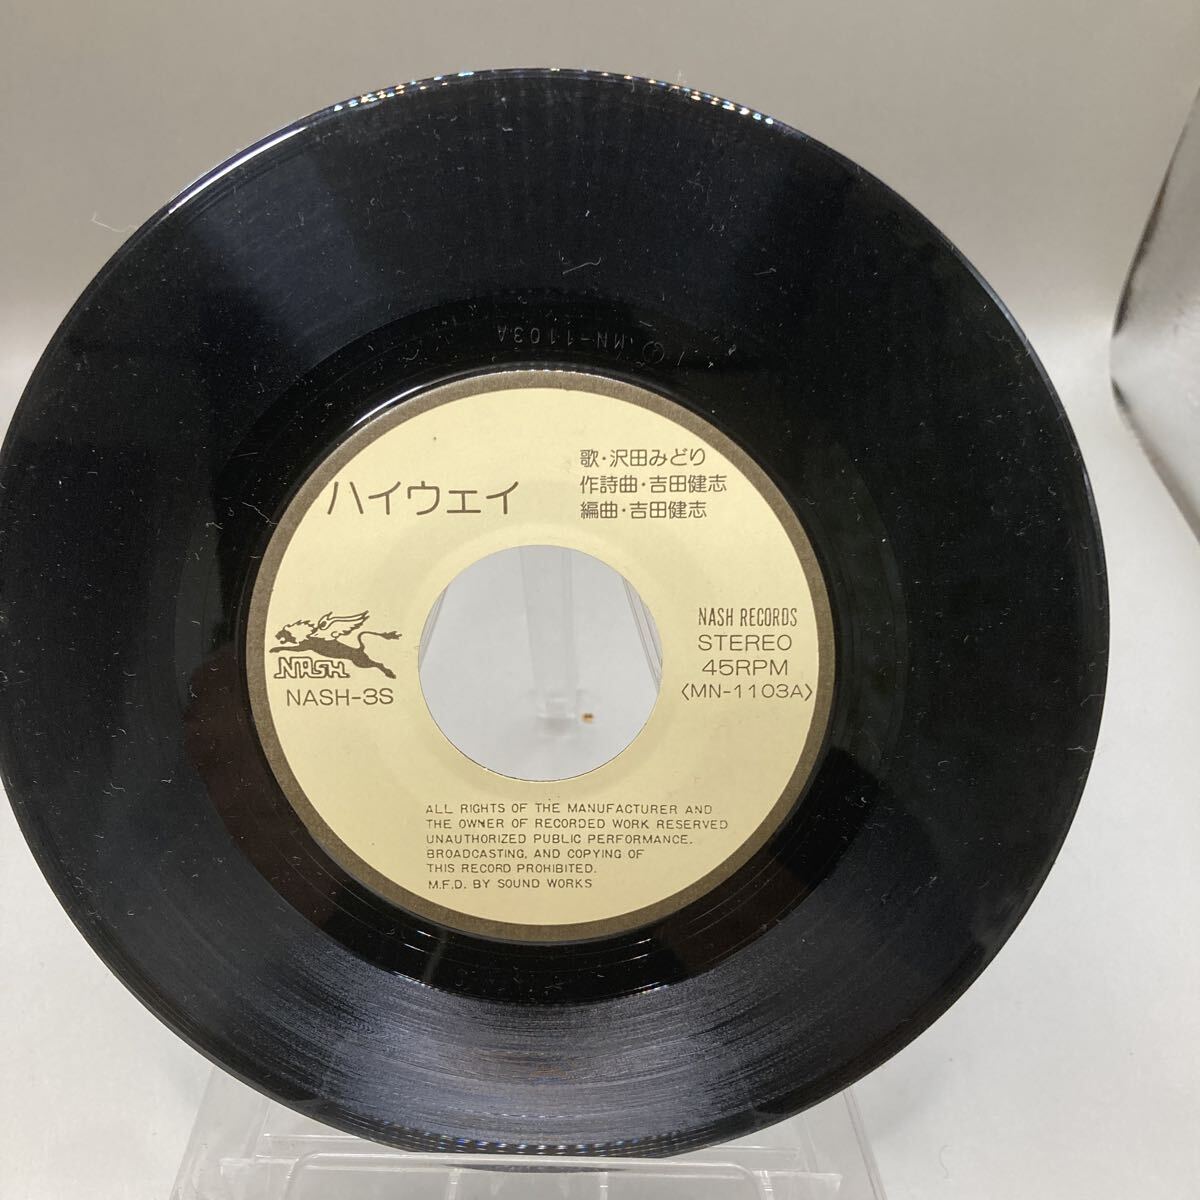 MN-1103A
ハイウェイ
歌・沢田みどり
作詩曲・吉田健志
編曲・吉田健志
NASH
NASH-3S
NASH RECORDS
STEREO
45RPM
〈MN-1103A〉
ALL RIGHTS OF THE MANUFACTURER AND
THE OWNER OF RECORDED WORK RESERVED
UNAUTHORIZED PUBLIC PERFORMANCE.
BROADCASTING, AND COPYING OF
THIS RECORD PROHIBITED.
M.F.D. BY SOUND WORKS